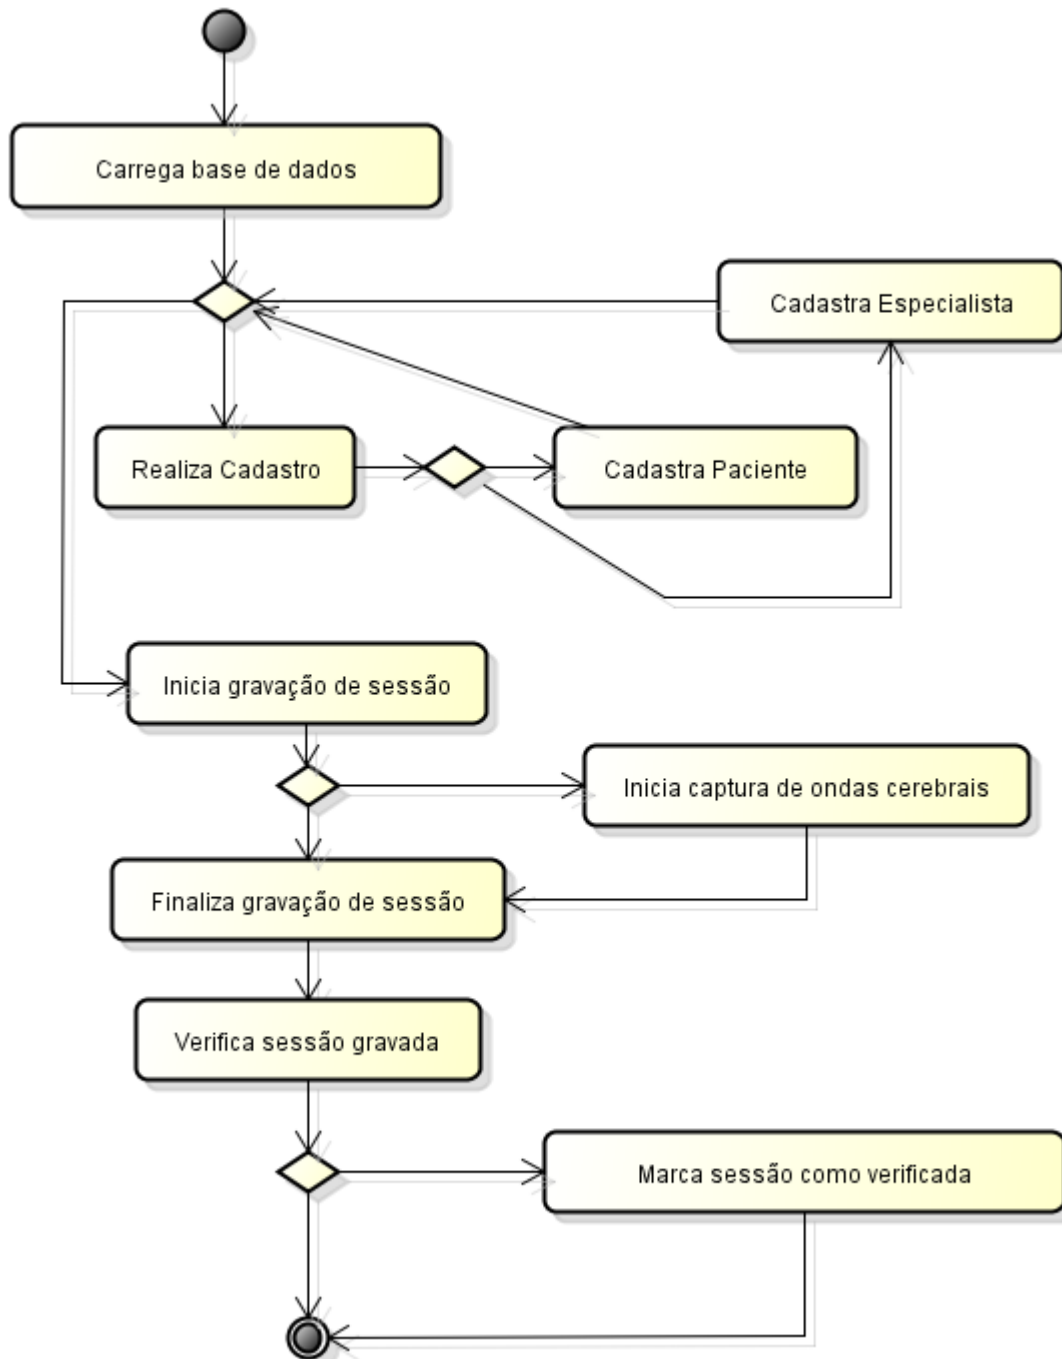 Carrega base de dados
Cadastra Especialista
Realiza Cadastro
Cadastra Paciente
Inicia gravação de sessão
Inicia captura de ondas cerebrais
Finaliza gravação de sessão
Verifica sessão gravada
Marca sessão como verificada